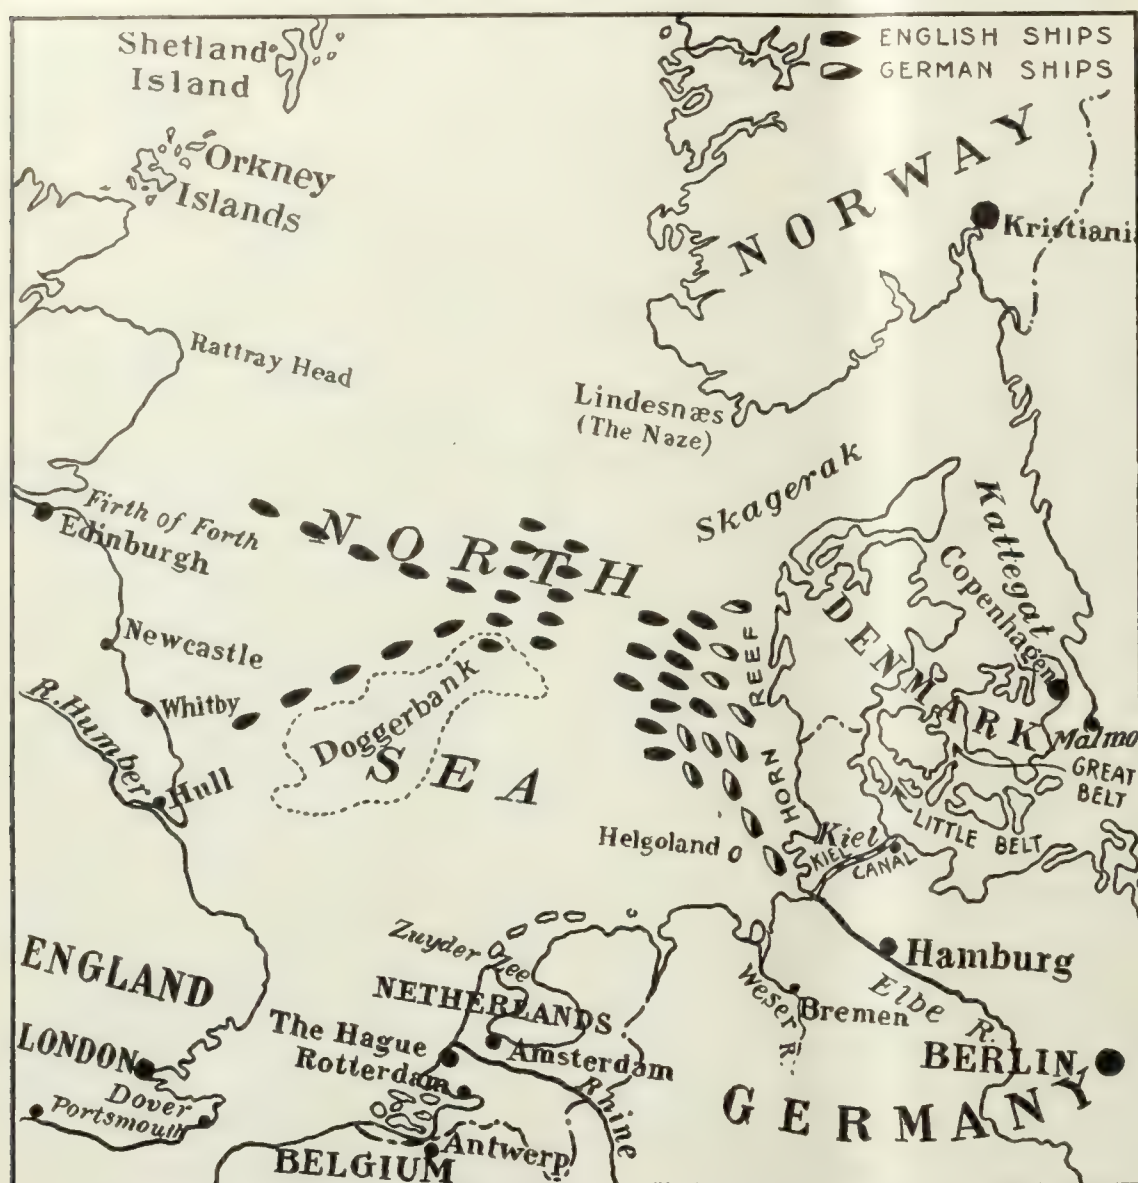 Shetland
Island
ENGLISH SHIPS
GERMAN SHIPS
Orkney
Islands
NORWAY
Kristiani
Rattray Head
Lindesnæs
(The Naze)
Skagerak
Kattegat
Firth of Forth
Edinburgh
NORTH
SEA
Copenhagen
DENMARK
Newcastle
Whitby
R. Humber
Hull
Doggerbank
HORN REEF
Malmo
GREAT
BELT
LITTLE BELT
Helgoland
Kiel
KIEL
CANAL
Zuyder Zee
ENGLAND
NETHERLANDS
Hamburg
Weser R.
Bremen
Elbe R.
The Hague
Rotterdam
Amsterdam
LONDON
BERLIN
Dover
Portsmouth
Rhine
GERMANY
Antwerp
BELGIUM